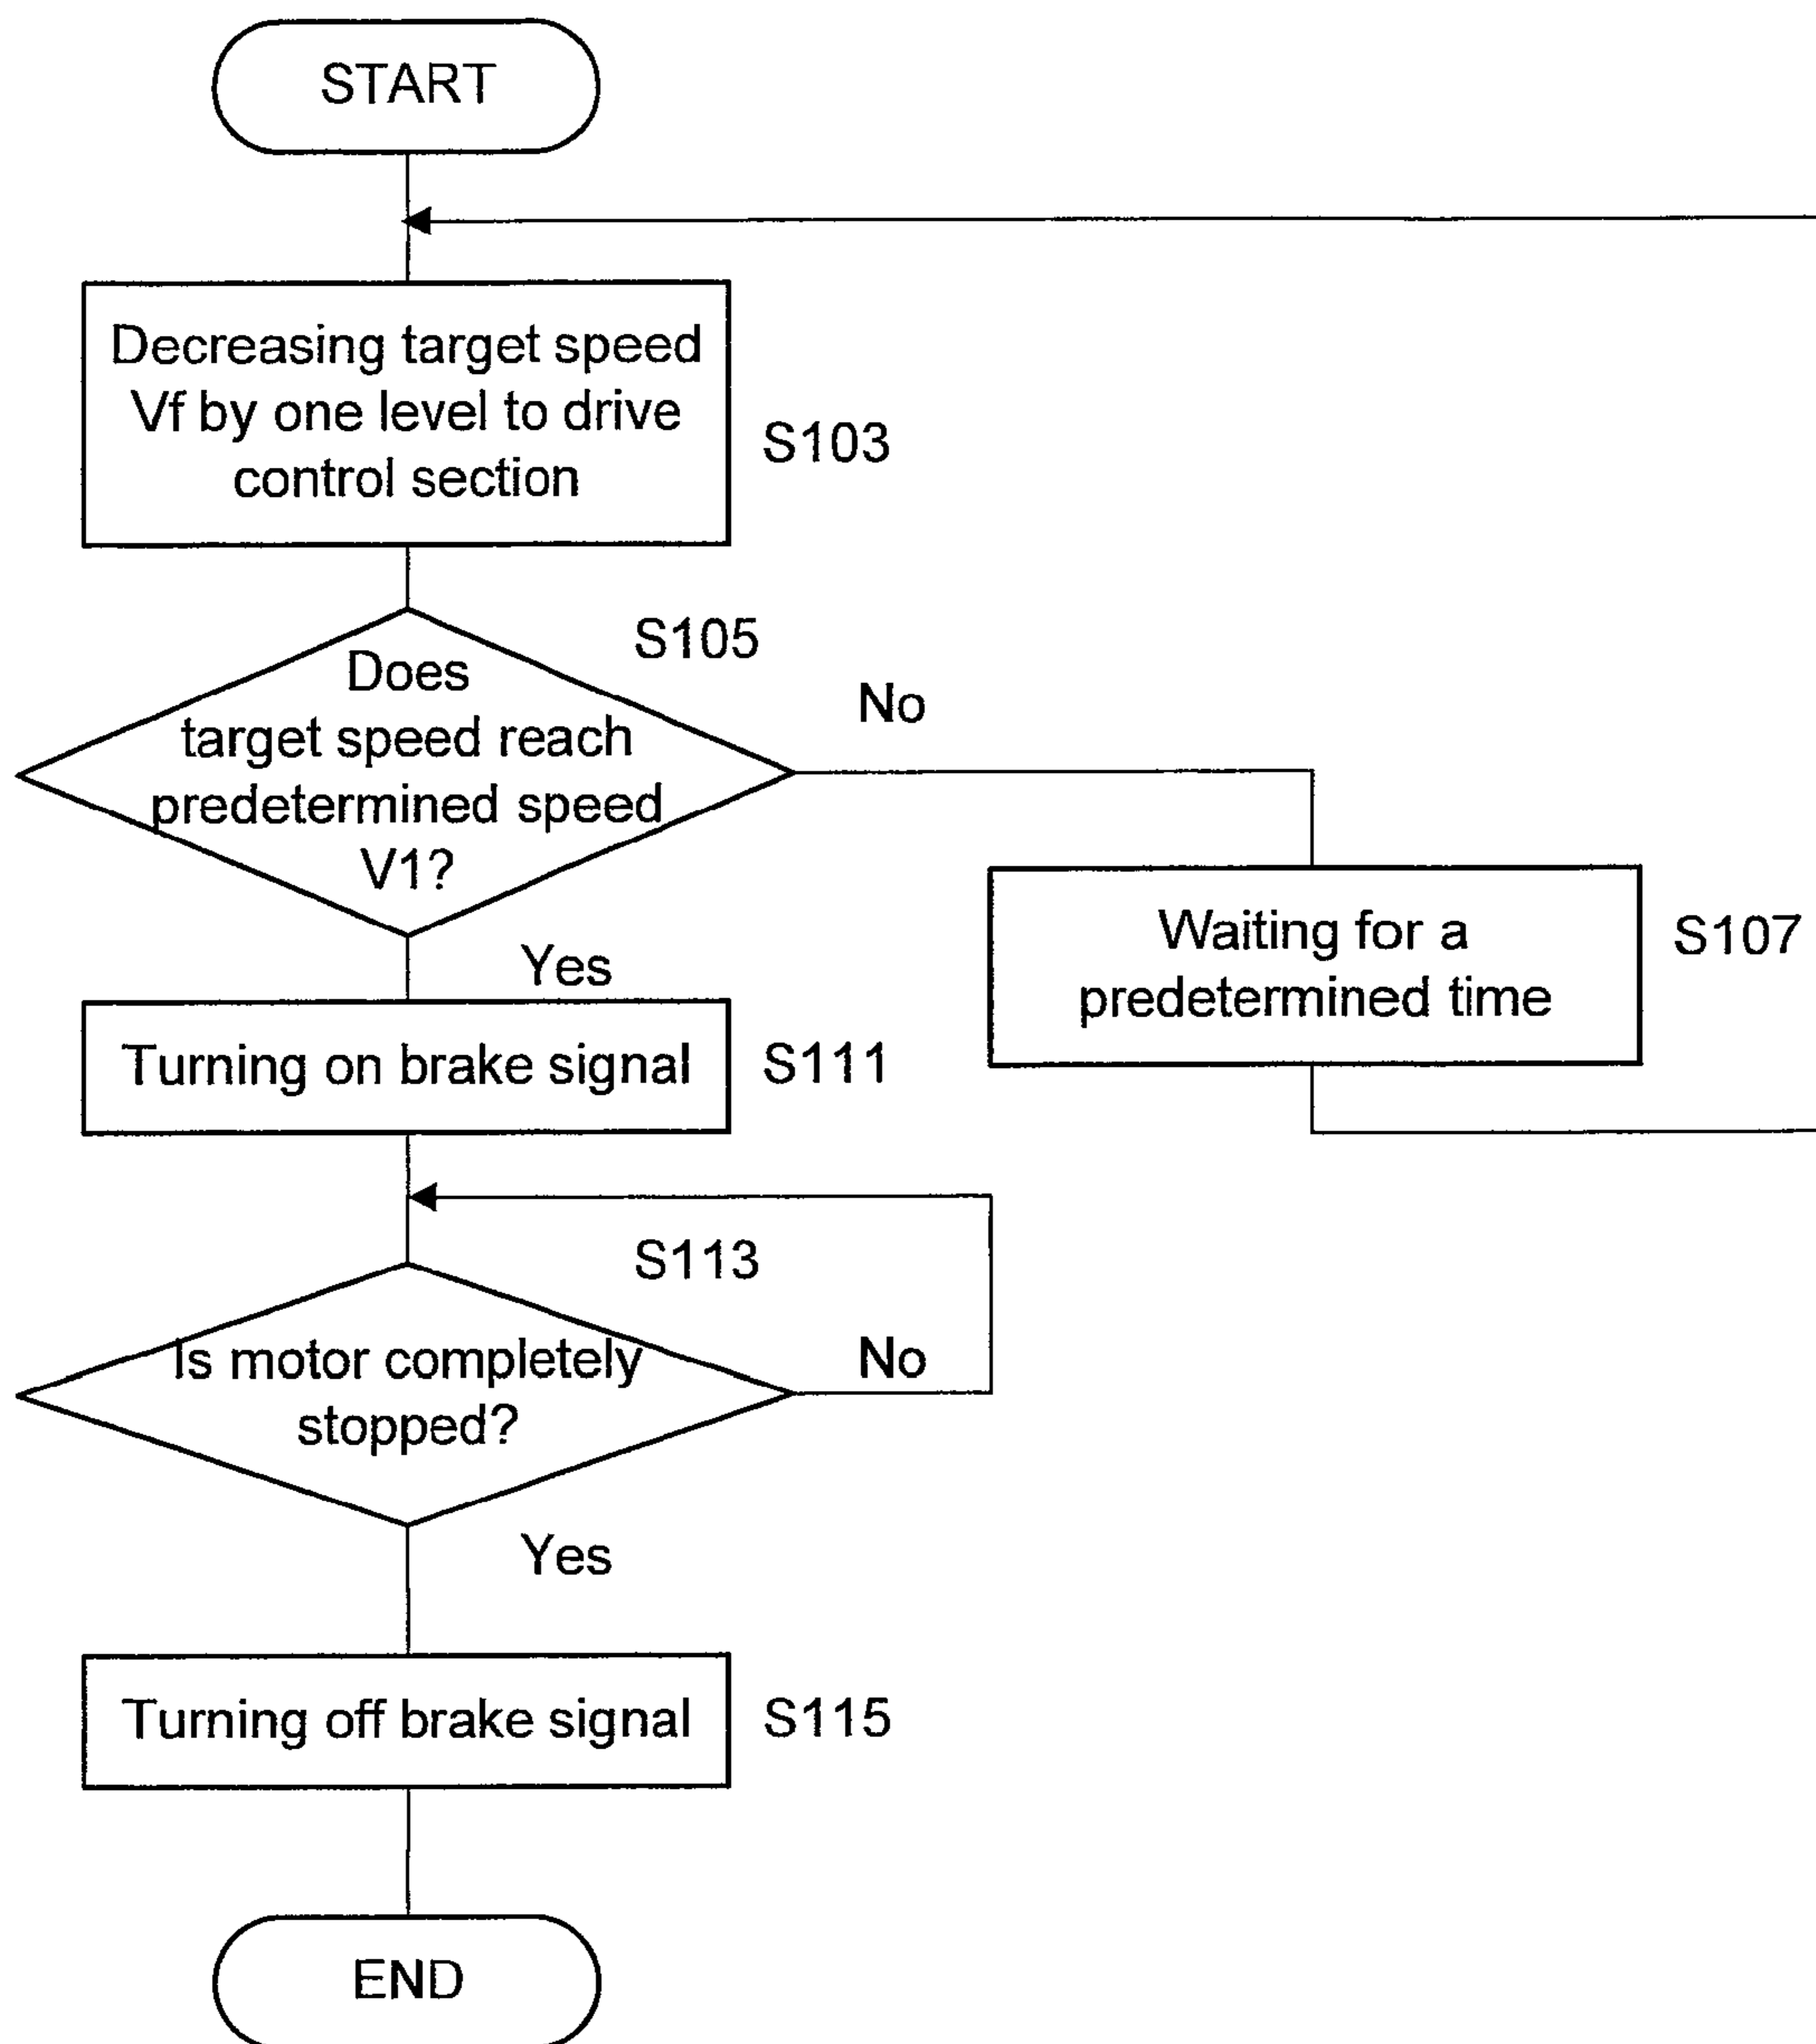 START
Decreasing target speed
Vf by one level to drive
control section
S103
S105
Does
target speed reach
predetermined speed
V1?
No
Yes
Waiting for a
predetermined time
S107
Turning on brake signal
S111
S113
Is motor completely
stopped?
No
Yes
Turning off brake signal
S115
END